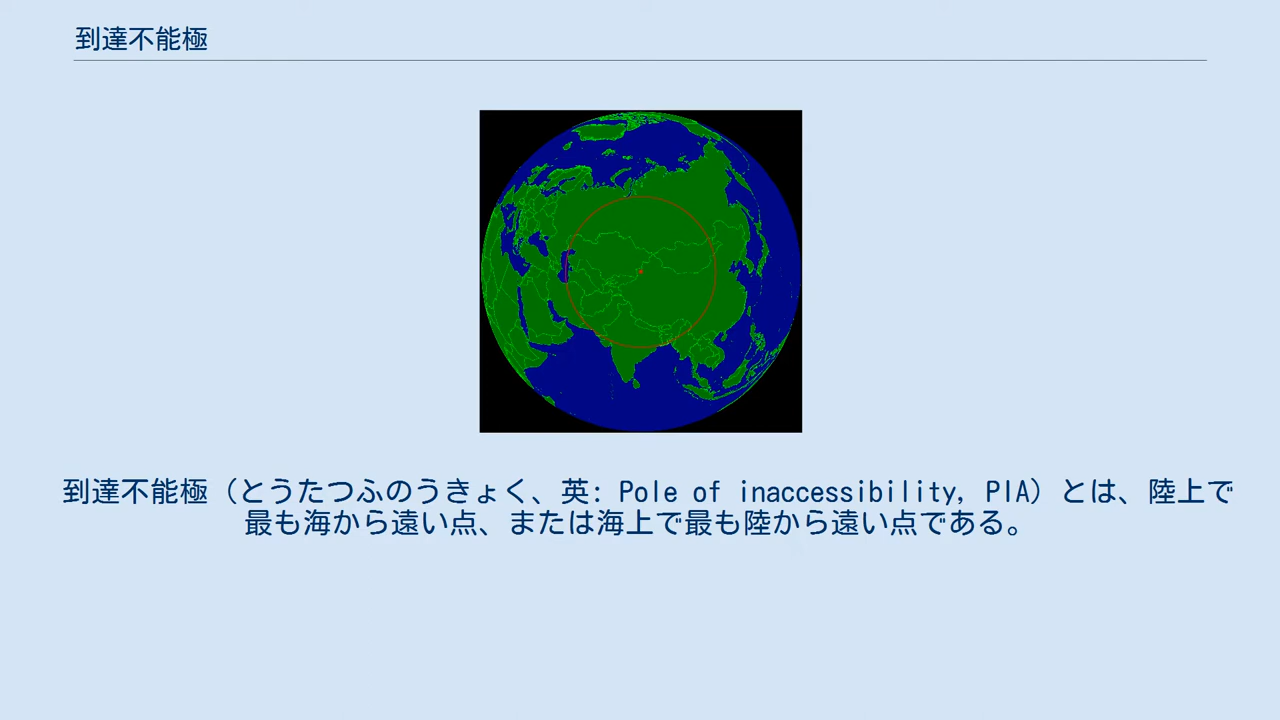 到達不能極
到達不能極（とうたつふのうきょく、英: Pole of inaccessibility, PIA）とは、陸上で
最も海から遠い点、または海上で最も陸から遠い点である。